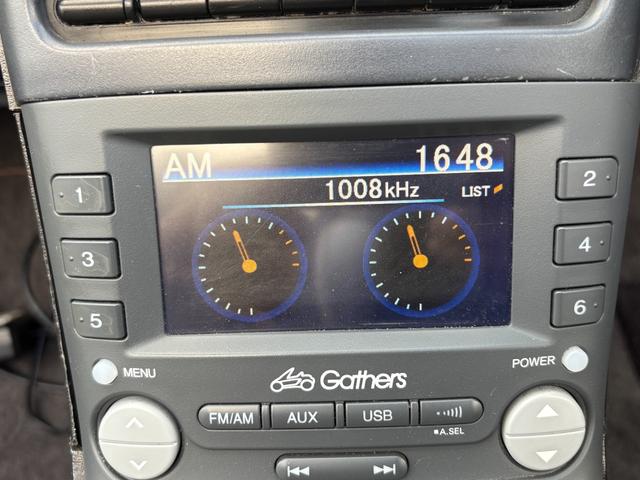 AM 1648
1008kHz LIST
1
2
3
4
5
6
MENU
POWER
Gathers
FM/AM AUX USB
■A.SEL